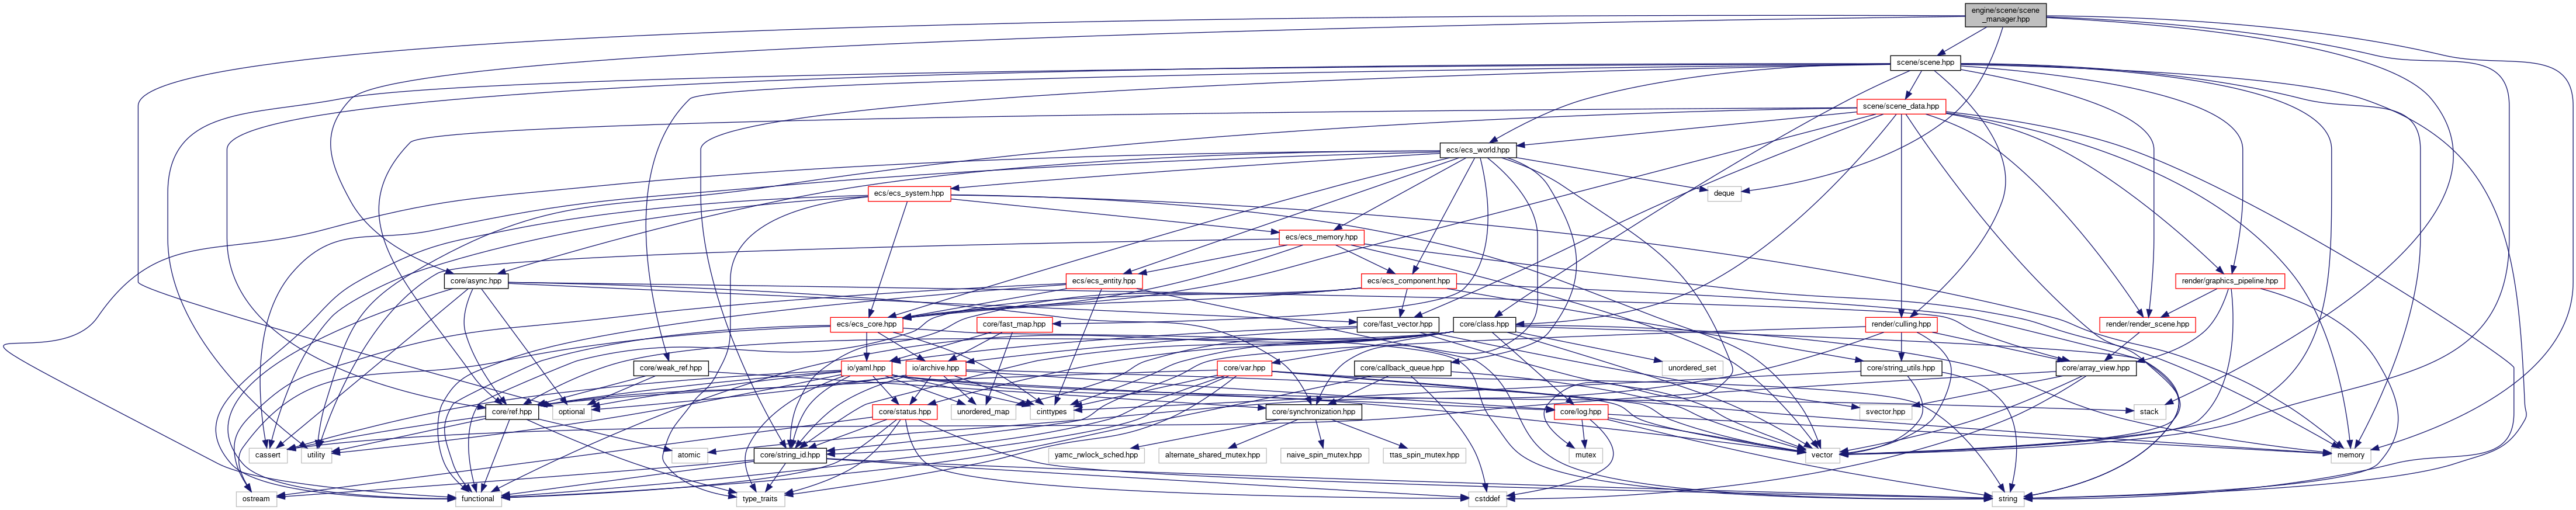 engine/scene/scene
_manager.hpp
scene/scene.hpp
scene/scene_data.hpp
ecs/ecs_world.hpp
ecs/ecs_system.hpp
deque
ecs/ecs_memory.hpp
core/async.hpp
ecs/ecs_entity.hpp
ecs/ecs_component.hpp
render/graphics_pipeline.hpp
ecs/ecs_core.hpp
core/fast_map.hpp
core/fast_vector.hpp
core/class.hpp
render/culling.hpp
render/render_scene.hpp
core/weak_ref.hpp
io/yaml.hpp
io/archive.hpp
core/var.hpp
core/callback_queue.hpp
unordered_set
core/string_utils.hpp
core/array_view.hpp
core/ref.hpp
optional
core/status.hpp
unordered_map
cinttypes
core/synchronization.hpp
core/log.hpp
svector.hpp
stack
cassert
utility
atomic
core/string_id.hpp
yamc_rwlock_sched.hpp
alternate_shared_mutex.hpp
naive_spin_mutex.hpp
ttas_spin_mutex.hpp
mutex
vector
memory
ostream
functional
type_traits
cstddef
string